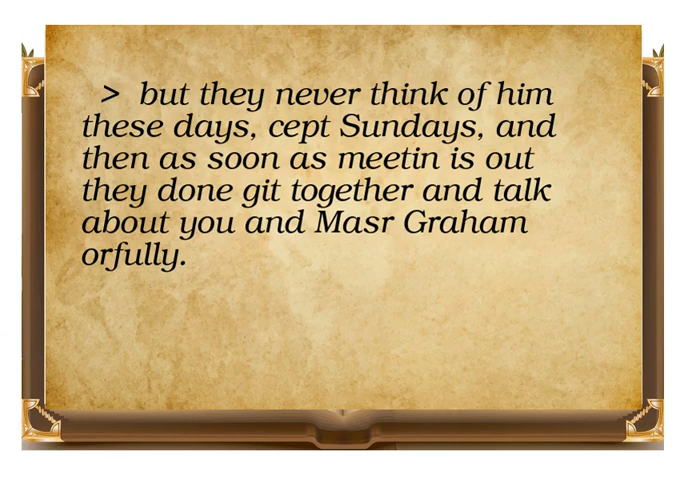 > but they never think of him
these days, cept Sundays, and
then as soon as meetin is out
they done git together and talk
about you and Masr Graham
orfully.